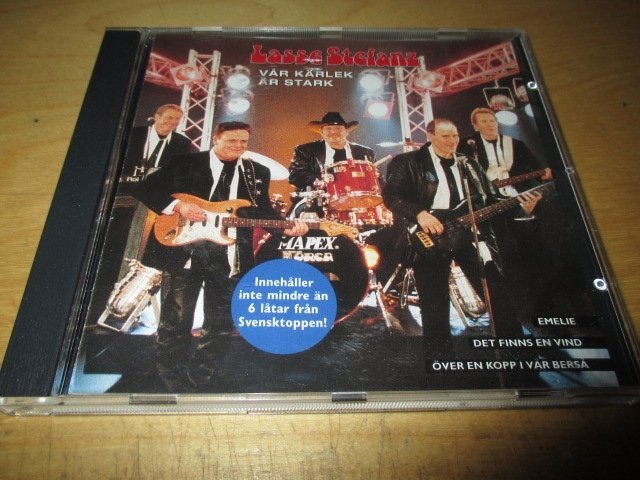 Lasse Stefanz
VÅR KÄRLEK
ÄR STARK
MAPEX
Innehåller
inte mindre än
6 låtar från
Svensktoppen!
EMELIE
DET FINNS EN VIND
ÖVER EN KOPP I VÅR BERSÅ